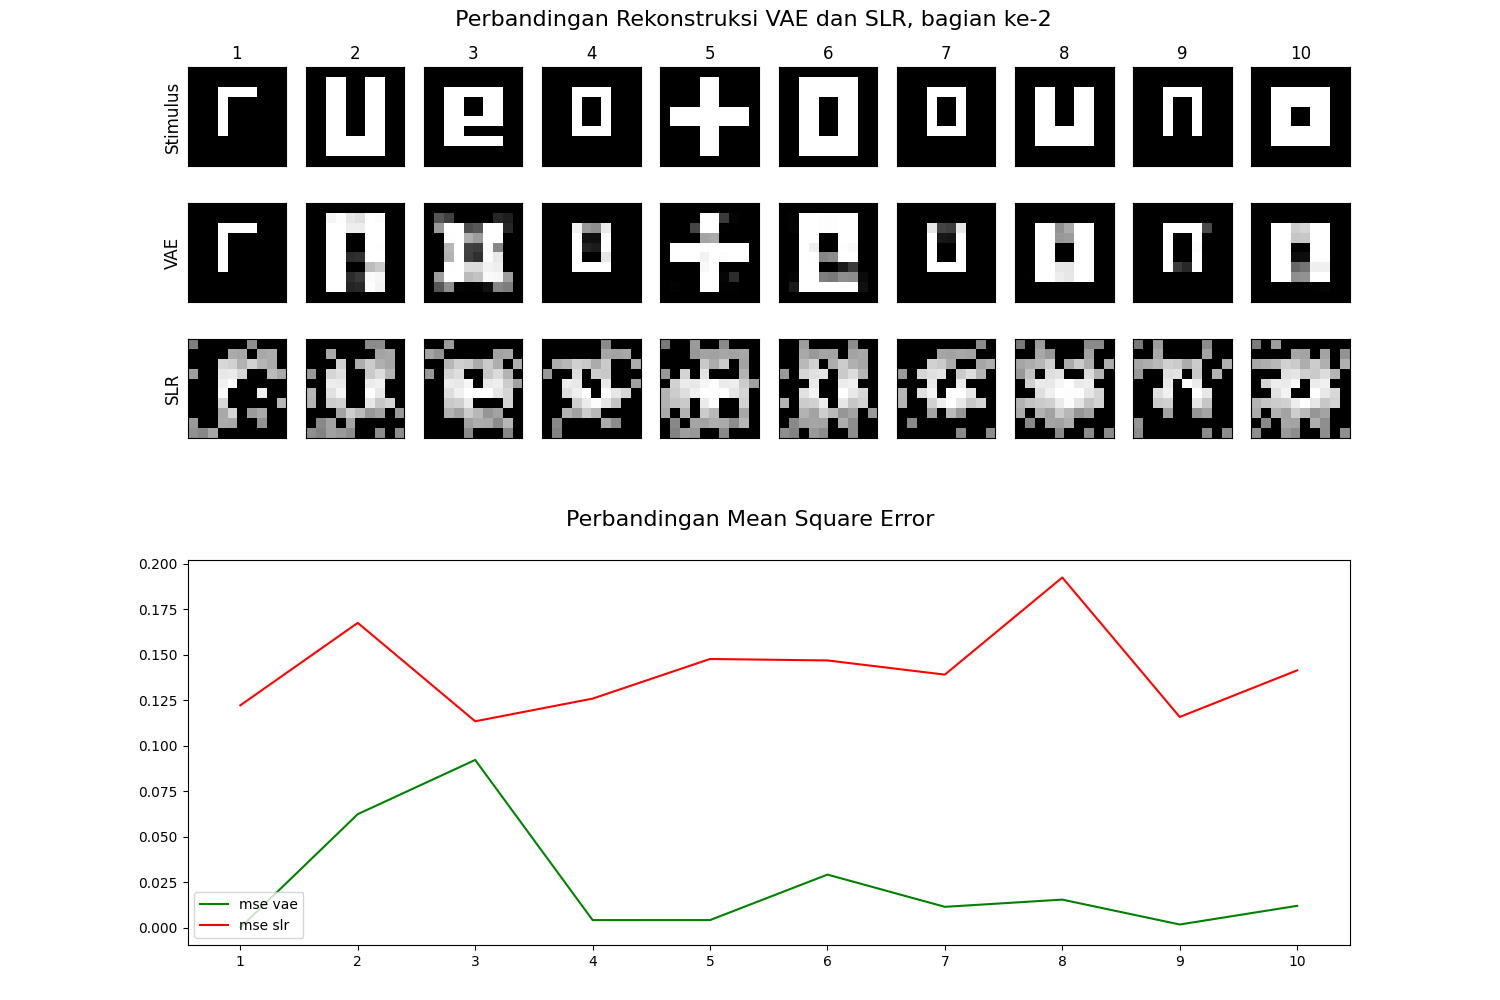 Perbandingan Rekonstruksi VAE dan SLR, bagian ke-2
1 2 3 4 5 6 7 8 9 10
Stimulus
VAE
SLR
Perbandingan Mean Square Error
0.200
0.175
0.150
0.125
0.100
0.075
0.050
0.025
0.000
mse vae
mse slr
1 2 3 4 5 6 7 8 9 10